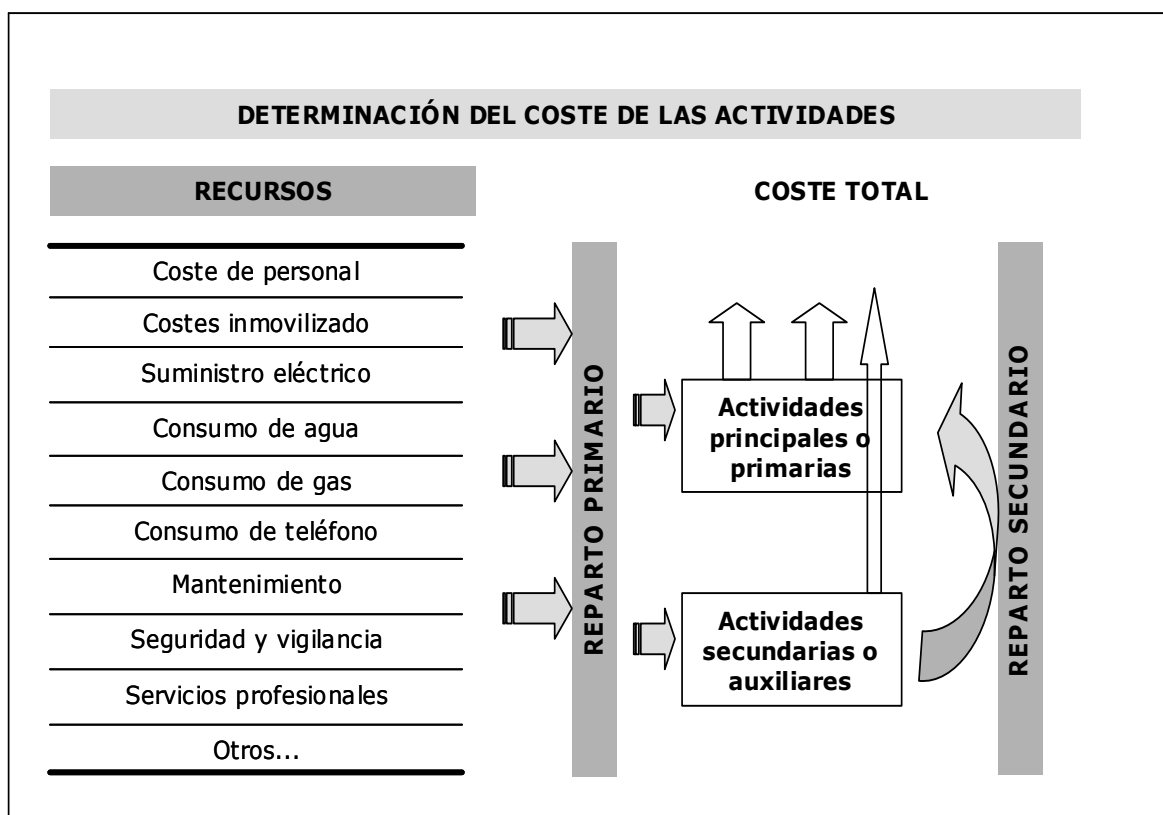 DETERMINACIÓN DEL COSTE DE LAS ACTIVIDADES
RECURSOS
COSTE TOTAL
Coste de personal
Costes inmovilizado
Suministro eléctrico
Consumo de agua
Consumo de gas
Consumo de teléfono
Mantenimiento
Seguridad y vigilancia
Servicios profesionales
Otros...
REPARTO PRIMARIO
Actividades
principales o
primarias
Actividades
secundarias o
auxiliares
REPARTO SECUNDARIO